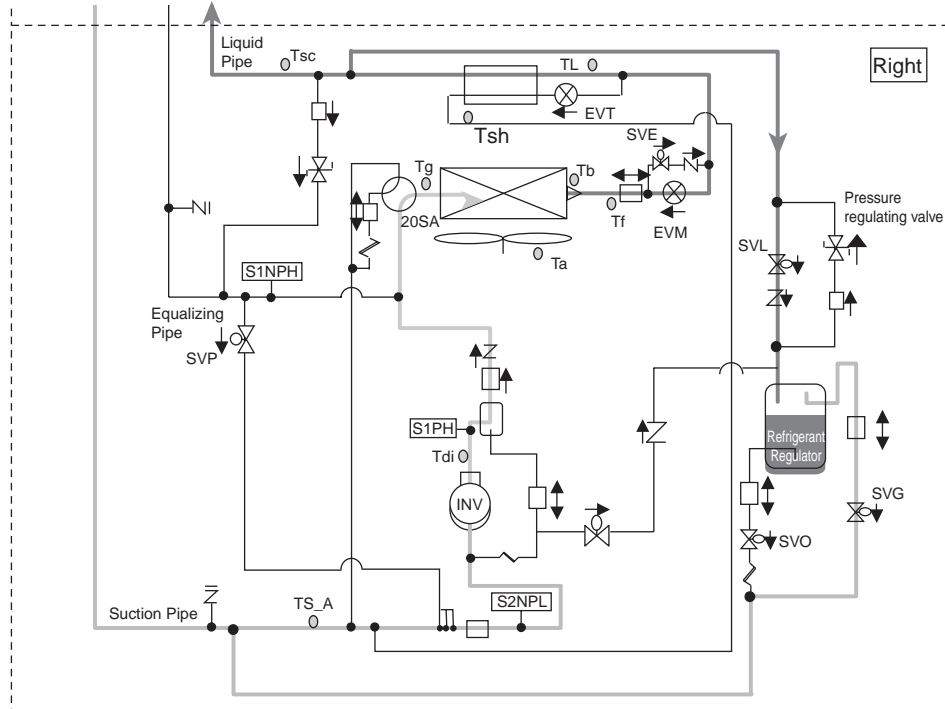 Liquid
Pipe
Tsc
TL
Right
EVT
Tsh
SVE
Tg
Tb
20SA
Tf
EVM
Pressure
regulating valve
Ta
SVL
S1NPH
Equalizing
Pipe
SVP
S1PH
Tdi
Refrigerant
Regulator
INV
SVG
SVO
TS_A
S2NPL
Suction Pipe